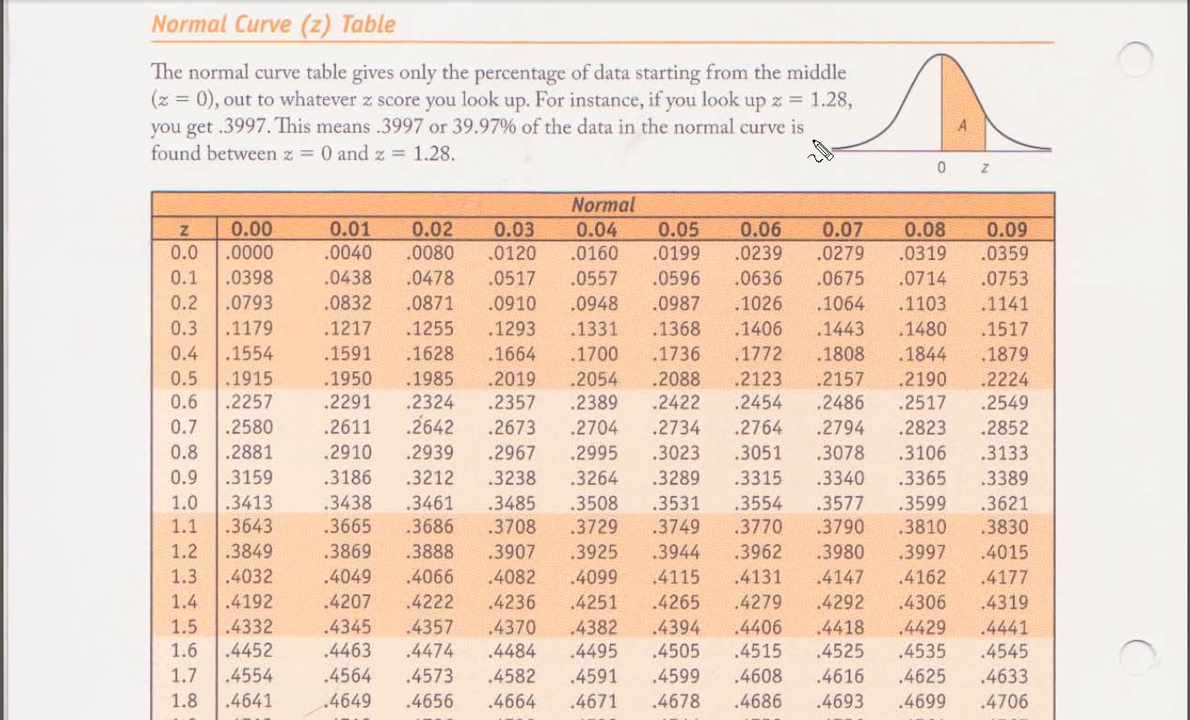 Normal Curve (z) Table
The normal curve table gives only the percentage of data starting from the middle
(z = 0), out to whatever z score you look up. For instance, if you look up z = 1.28,
you get .3997. This means .3997 or 39.97% of the data in the normal curve is
found between z = 0 and z = 1.28.
A
0 z
Normal
z 0.00 0.01 0.02 0.03 0.04 0.05 0.06 0.07 0.08 0.09
0.0 .0000 .0040 .0080 .0120 .0160 .0199 .0239 .0279 .0319 .0359
0.1 .0398 .0438 .0478 .0517 .0557 .0596 .0636 .0675 .0714 .0753
0.2 .0793 .0832 .0871 .0910 .0948 .0987 .1026 .1064 .1103 .1141
0.3 .1179 .1217 .1255 .1293 .1331 .1368 .1406 .1443 .1480 .1517
0.4 .1554 .1591 .1628 .1664 .1700 .1736 .1772 .1808 .1844 .1879
0.5 .1915 .1950 .1985 .2019 .2054 .2088 .2123 .2157 .2190 .2224
0.6 .2257 .2291 .2324 .2357 .2389 .2422 .2454 .2486 .2517 .2549
0.7 .2580 .2611 .2642 .2673 .2704 .2734 .2764 .2794 .2823 .2852
0.8 .2881 .2910 .2939 .2967 .2995 .3023 .3051 .3078 .3106 .3133
0.9 .3159 .3186 .3212 .3238 .3264 .3289 .3315 .3340 .3365 .3389
1.0 .3413 .3438 .3461 .3485 .3508 .3531 .3554 .3577 .3599 .3621
1.1 .3643 .3665 .3686 .3708 .3729 .3749 .3770 .3790 .3810 .3830
1.2 .3849 .3869 .3888 .3907 .3925 .3944 .3962 .3980 .3997 .4015
1.3 .4032 .4049 .4066 .4082 .4099 .4115 .4131 .4147 .4162 .4177
1.4 .4192 .4207 .4222 .4236 .4251 .4265 .4279 .4292 .4306 .4319
1.5 .4332 .4345 .4357 .4370 .4382 .4394 .4406 .4418 .4429 .4441
1.6 .4452 .4463 .4474 .4484 .4495 .4505 .4515 .4525 .4535 .4545
1.7 .4554 .4564 .4573 .4582 .4591 .4599 .4608 .4616 .4625 .4633
1.8 .4641 .4649 .4656 .4664 .4671 .4678 .4686 .4693 .4699 .4706